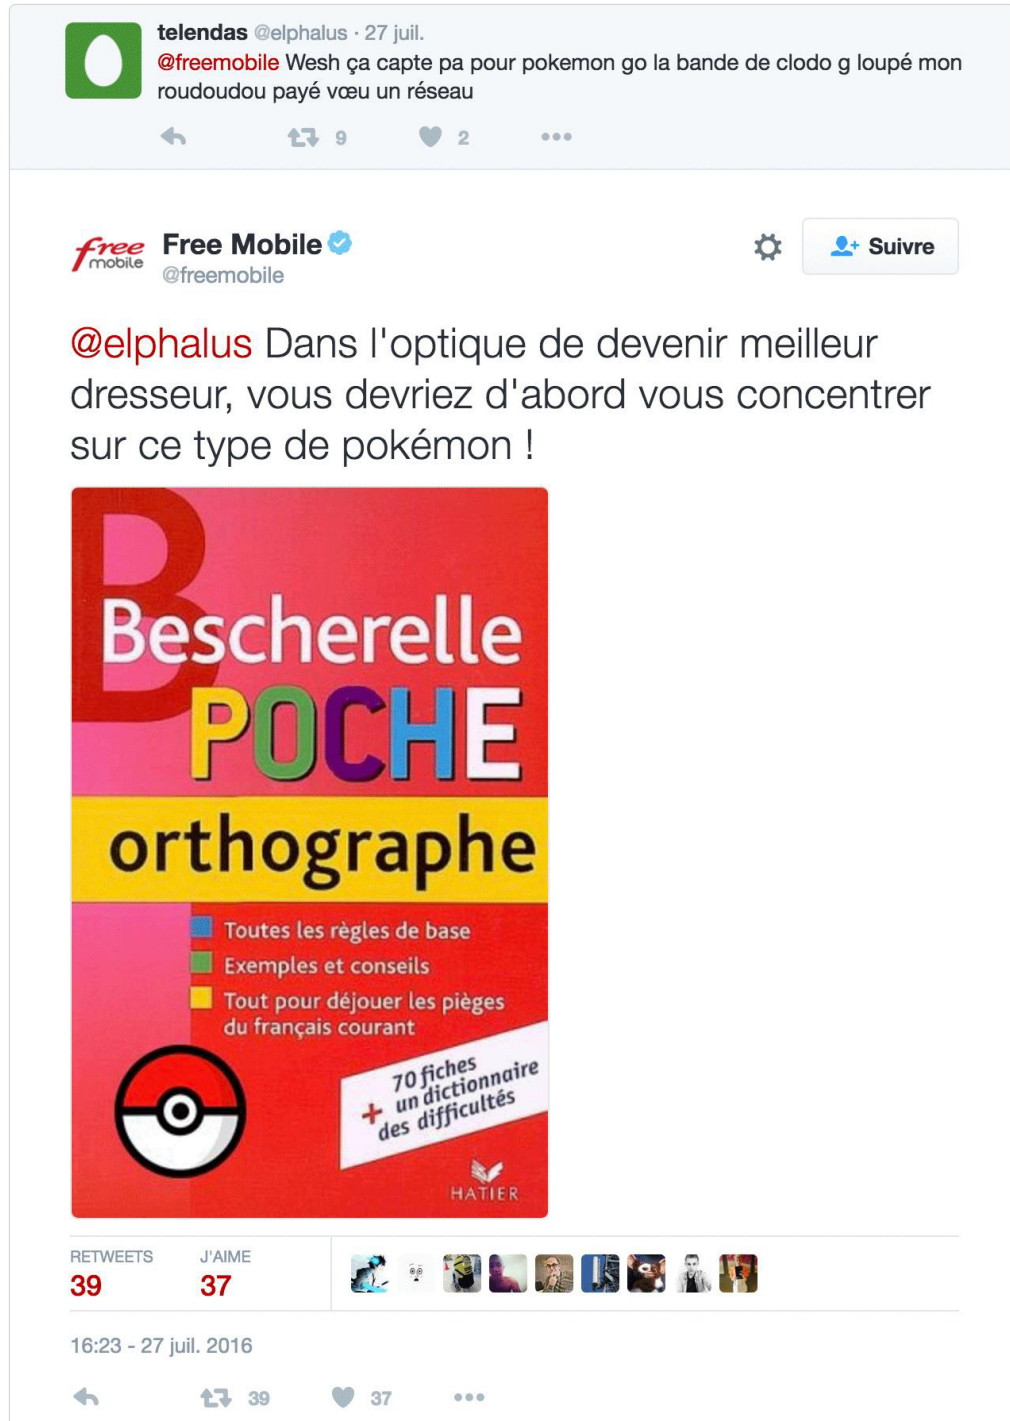 telendas @elphalus · 27 juil.
@freemobile Wesh ça capte pa pour pokemon go la bande de clodo g loupé mon
roudoudou payé vœu un réseau
9 2
free
mobile
Free Mobile
@freemobile
Suivre
@elphalus Dans l'optique de devenir meilleur
dresseur, vous devriez d'abord vous concentrer
sur ce type de pokémon !
B
Bescherelle
POCHE
orthographe
Toutes les règles de base
Exemples et conseils
Tout pour déjouer les pièges
du français courant
70 fiches
+ un dictionnaire
des difficultés
HATIER
RETWEETS J'AIME
39 37
16:23 - 27 juil. 2016
39 37